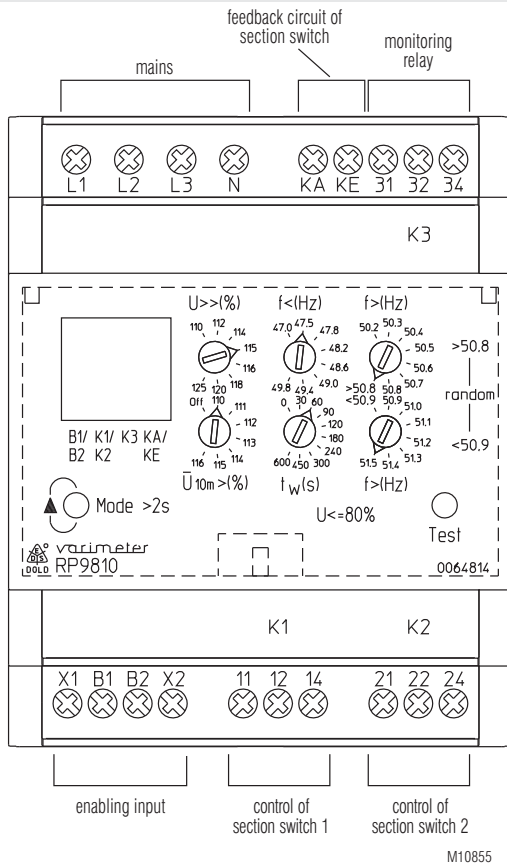 feedback circuit of
section switch
mains
monitoring
relay
L1 L2 L3 N KA KE 31 32 34
K3
U>>(%) f<(Hz) f>(Hz)
110 112 114 115 116 118 120 125
47.0 47.5 47.8 48.2 48.6 49.0 49.4 49.8
50.2 50.3 50.4 50.5 50.6 50.7 50.8 >50.8
>50.8
random
<50.9
Off 110 111 112 113 114 115 116
0 30 60 90 120 180 240 300 450 600
<50.9 50.9 51.0 51.1 51.2 51.3 51.4 51.5
B1/ K1/ K3 KA/
B2 K2 KE
Ū 10m >(%) tw(s) f>(Hz)
Mode >2s
U<=80%
Test
E D S
DOLD
varimeter
RP9810
0064814
K1 K2
X1 B1 B2 X2 11 12 14 21 22 24
enabling input
control of
section switch 1
control of
section switch 2
M10855